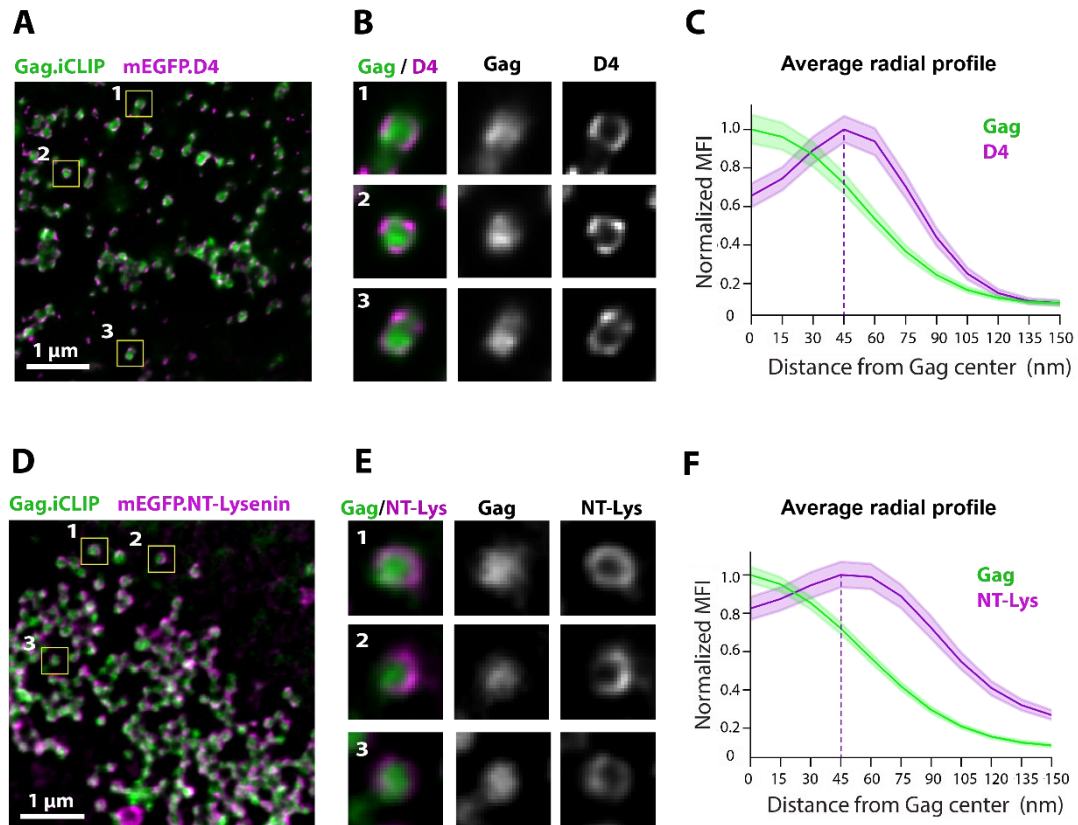 A
Gag.iCLIP mEGFP.D4
1
2
3
1 µm
B
Gag / D4 Gag D4
1
2
3
C
Average radial profile
Gag
D4
Normalized MFI
1.0
0.8
0.6
0.4
0.2
0
0 15 30 45 60 75 90 105 120 135 150
Distance from Gag center (nm)
D
Gag.iCLIP mEGFP.NT-Lysenin
1
2
3
1 µm
E
Gag/NT-Lys Gag NT-Lys
1
2
3
F
Average radial profile
Gag
NT-Lys
Normalized MFI
1.0
0.8
0.6
0.4
0.2
0
0 15 30 45 60 75 90 105 120 135 150
Distance from Gag center (nm)